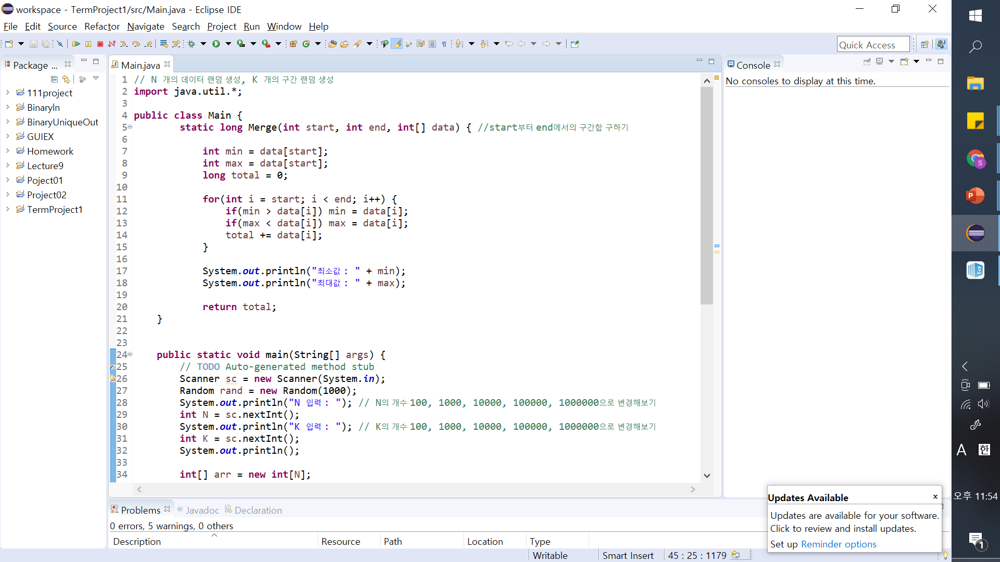 workspace - TermProject1/src/Main.java - Eclipse IDE
File Edit Source Refactor Navigate Search Project Run Window Help
Quick Access
Package ...
111project
BinaryIn
BinaryUniqueOut
GUIEX
Homework
Lecture9
Poject01
Project02
TermProject1
Main.java
1 // N 개의 데이터 랜덤 생성, K 개의 구간 랜덤 생성
2 import java.util.*;
3
4 public class Main {
5 static long Merge(int start, int end, int[] data) { //start부터 end에서의 구간합 구하기
6
7 int min = data[start];
8 int max = data[start];
9 long total = 0;
10
11 for(int i = start; i < end; i++) {
12 if(min > data[i]) min = data[i];
13 if(max < data[i]) max = data[i];
14 total += data[i];
15 }
16
17 System.out.println("최소값 : " + min);
18 System.out.println("최대값 : " + max);
19
20 return total;
21 }
22
23
24 public static void main(String[] args) {
25 // TODO Auto-generated method stub
26 Scanner sc = new Scanner(System.in);
27 Random rand = new Random(1000);
28 System.out.println("N 입력 : "); // N의 개수 100, 1000, 10000, 100000, 1000000으로 변경해보기
29 int N = sc.nextInt();
30 System.out.println("K 입력 : "); // K의 개수 100, 1000, 10000, 100000, 1000000으로 변경해보기
31 int K = sc.nextInt();
32 System.out.println();
33
34 int[] arr = new int[N];
Console
No consoles to display at this time.
Problems @ Javadoc Declaration
0 errors, 5 warnings, 0 others
Description Resource Path Location Type
Writable Smart Insert 45 : 25 : 1179
Updates Available x
Updates are available for your software.
Click to review and install updates.
Set up Reminder options
S
P
A 한
오후 11:54
1